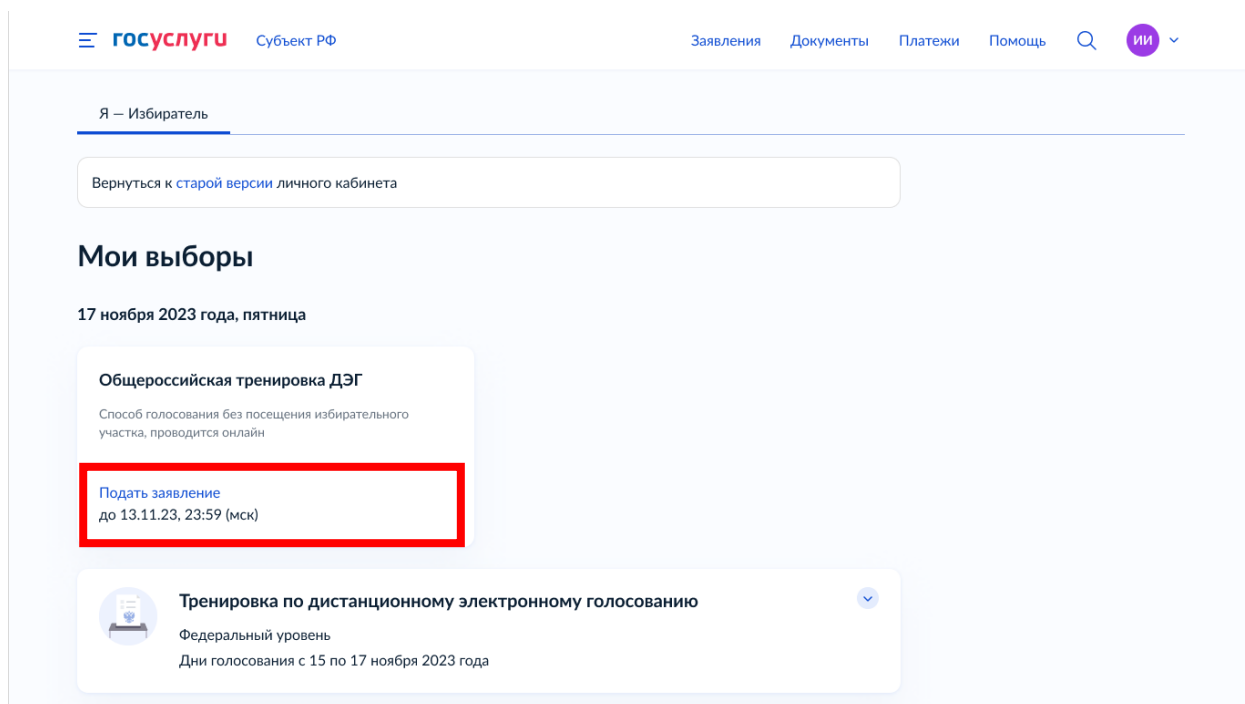 госуслуги Субъект РФ Заявления Документы Платежи Помощь ИИ
Я — Избиратель
Вернуться к старой версии личного кабинета
Мои выборы
17 ноября 2023 года, пятница
Общероссийская тренировка ДЭГ
Способ голосования без посещения избирательного
участка, проводится онлайн
Подать заявление
до 13.11.23, 23:59 (мск)
Тренировка по дистанционному электронному голосованию
Федеральный уровень
Дни голосования с 15 по 17 ноября 2023 года